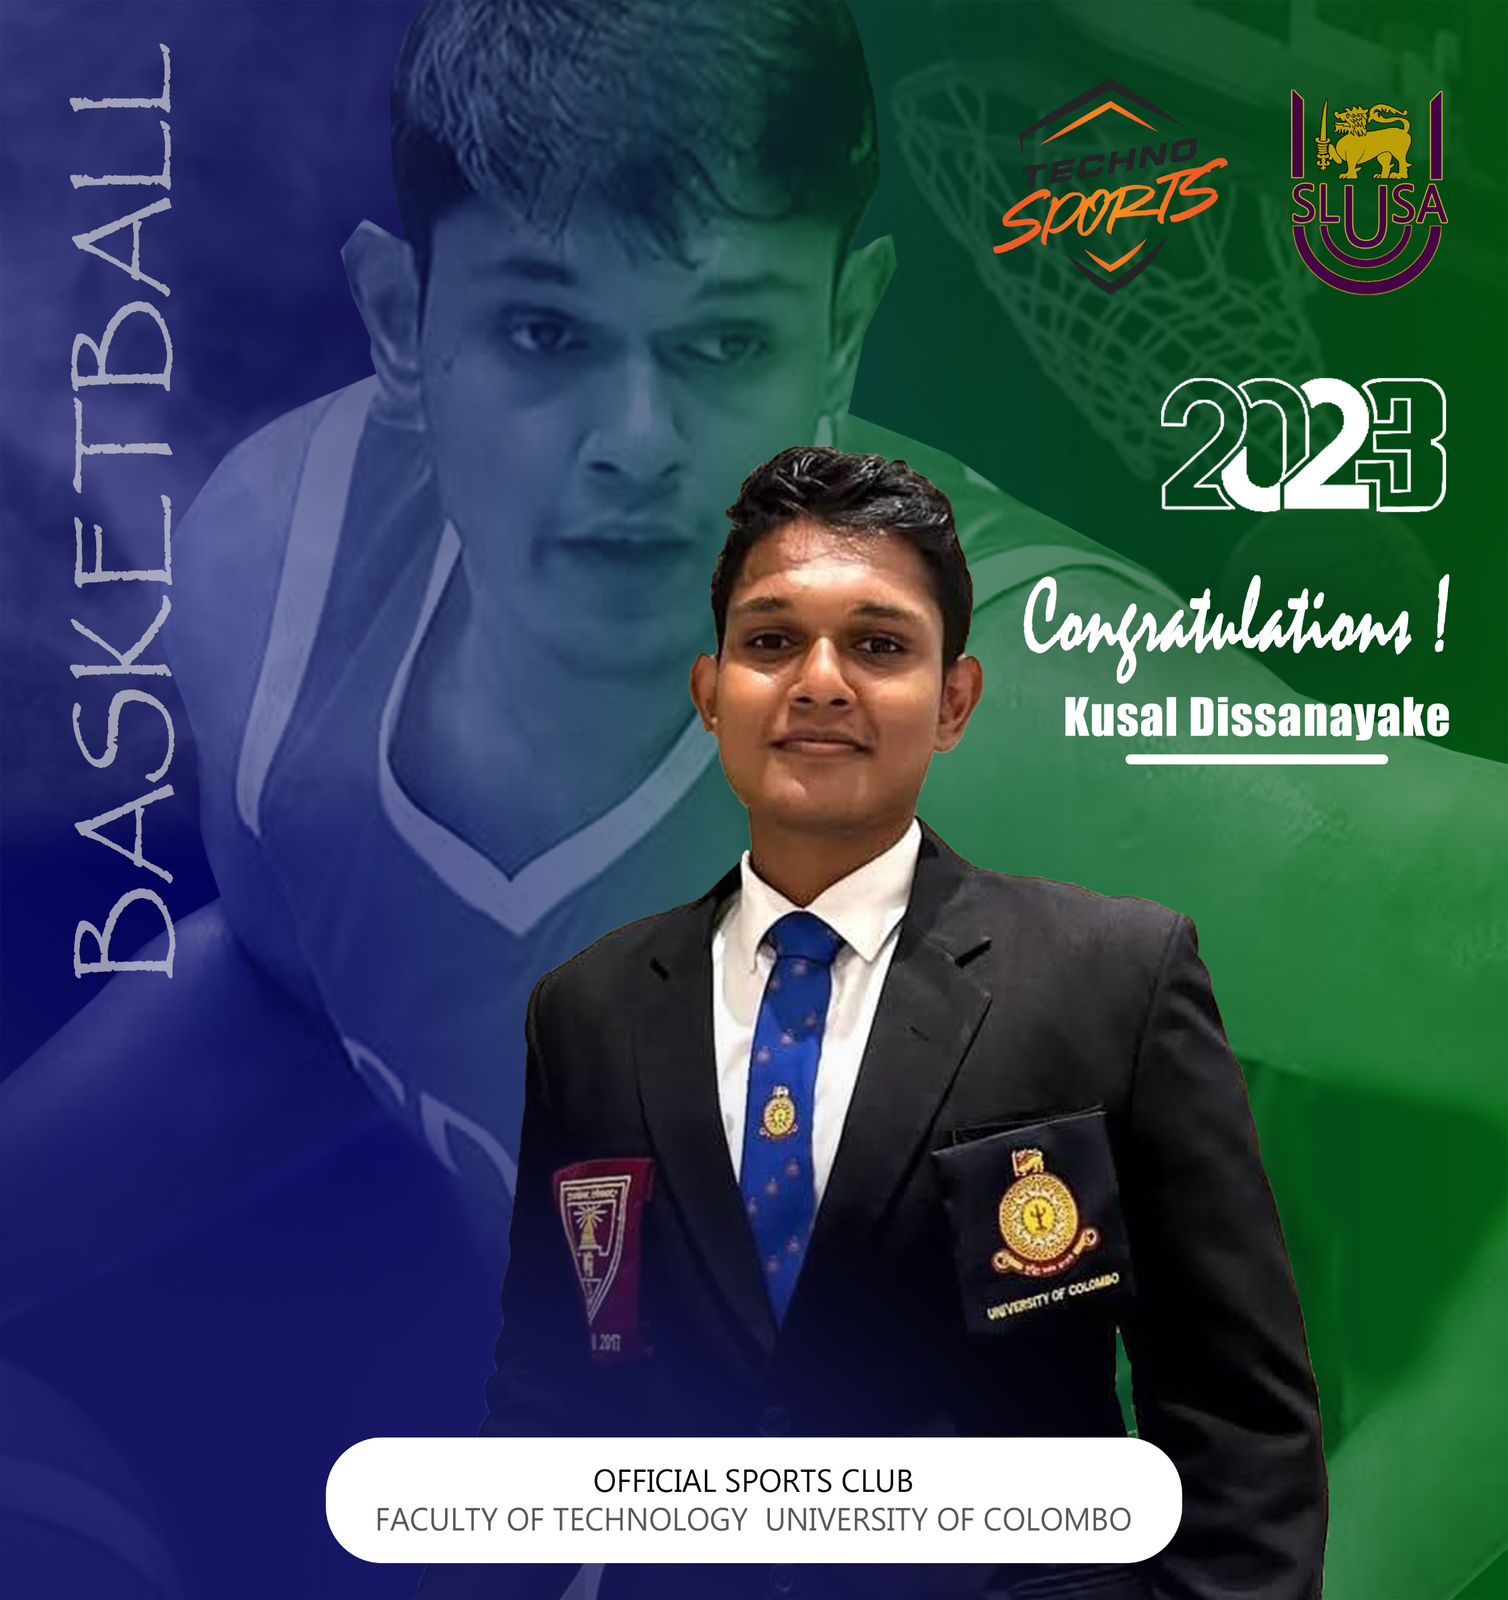 BASKETBALL
TECHNO
SPORTS
SLUSA
2023
Congratulations !
Kusal Dissanayake
UNIVERSITY OF COLOMBO
2017
OFFICIAL SPORTS CLUB
FACULTY OF TECHNOLOGY UNIVERSITY OF COLOMBO